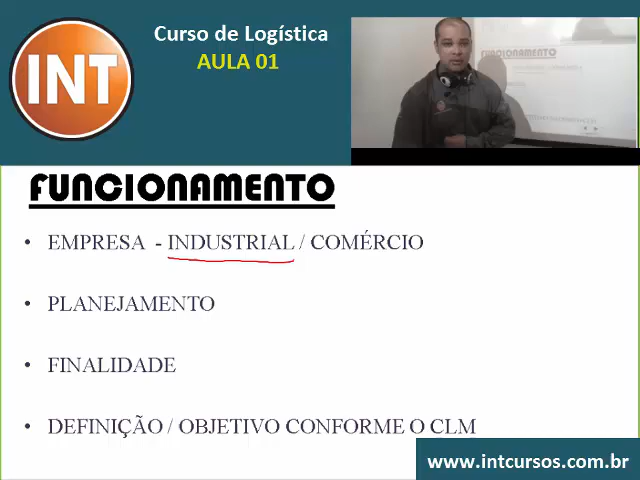 INT
Curso de Logística
AULA 01
FUNCIONAMENTO
FUNCIONAMENTO
• EMPRESA - INDUSTRIAL / COMÉRCIO
• PLANEJAMENTO
• FINALIDADE
• DEFINIÇÃO / OBJETIVO CONFORME O CLM
www.intcursos.com.br